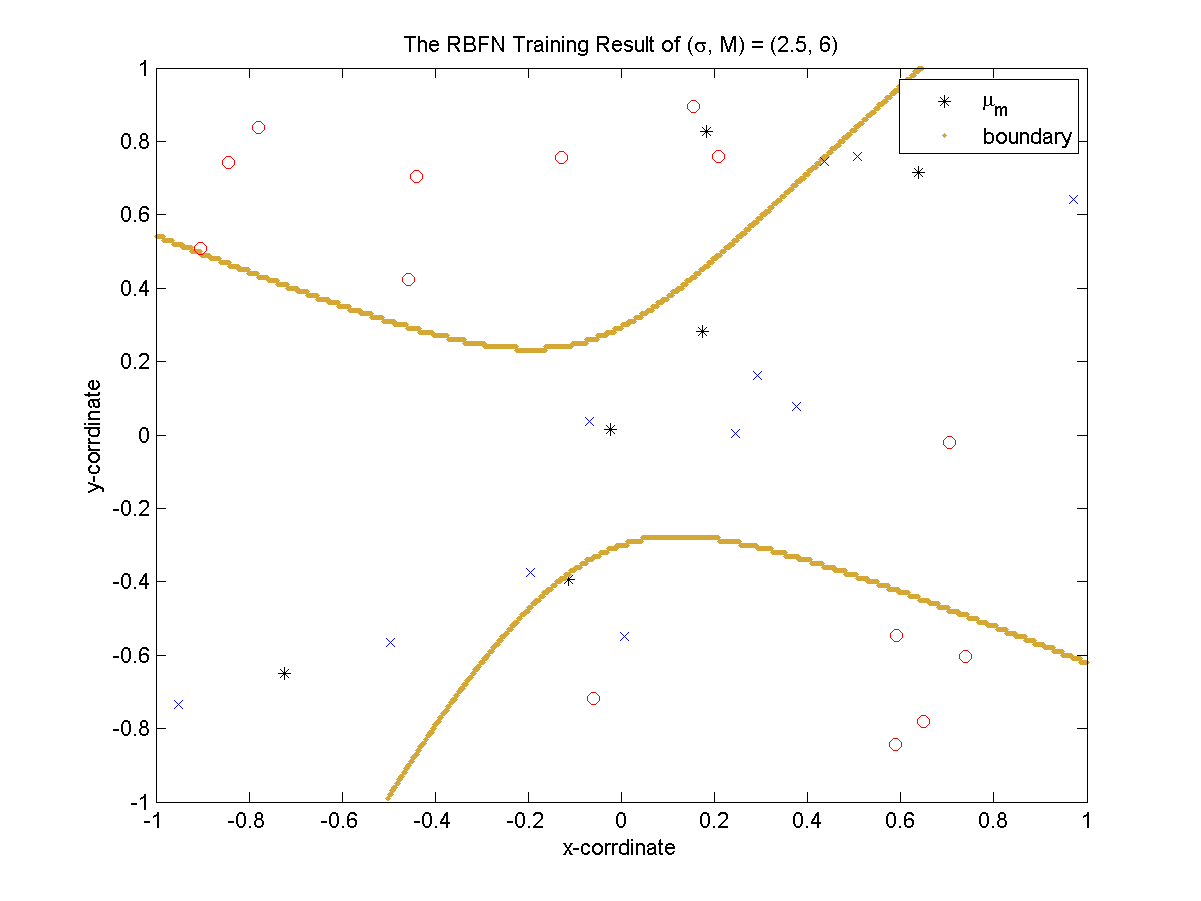 The RBFN Training Result of (σ, M) = (2.5, 6)
1
0.8
0.6
0.4
0.2
0
-0.2
-0.4
-0.6
-0.8
-1
y-corrdinate
μm
boundary
-1 -0.8 -0.6 -0.4 -0.2 0 0.2 0.4 0.6 0.8 1
x-corrdinate